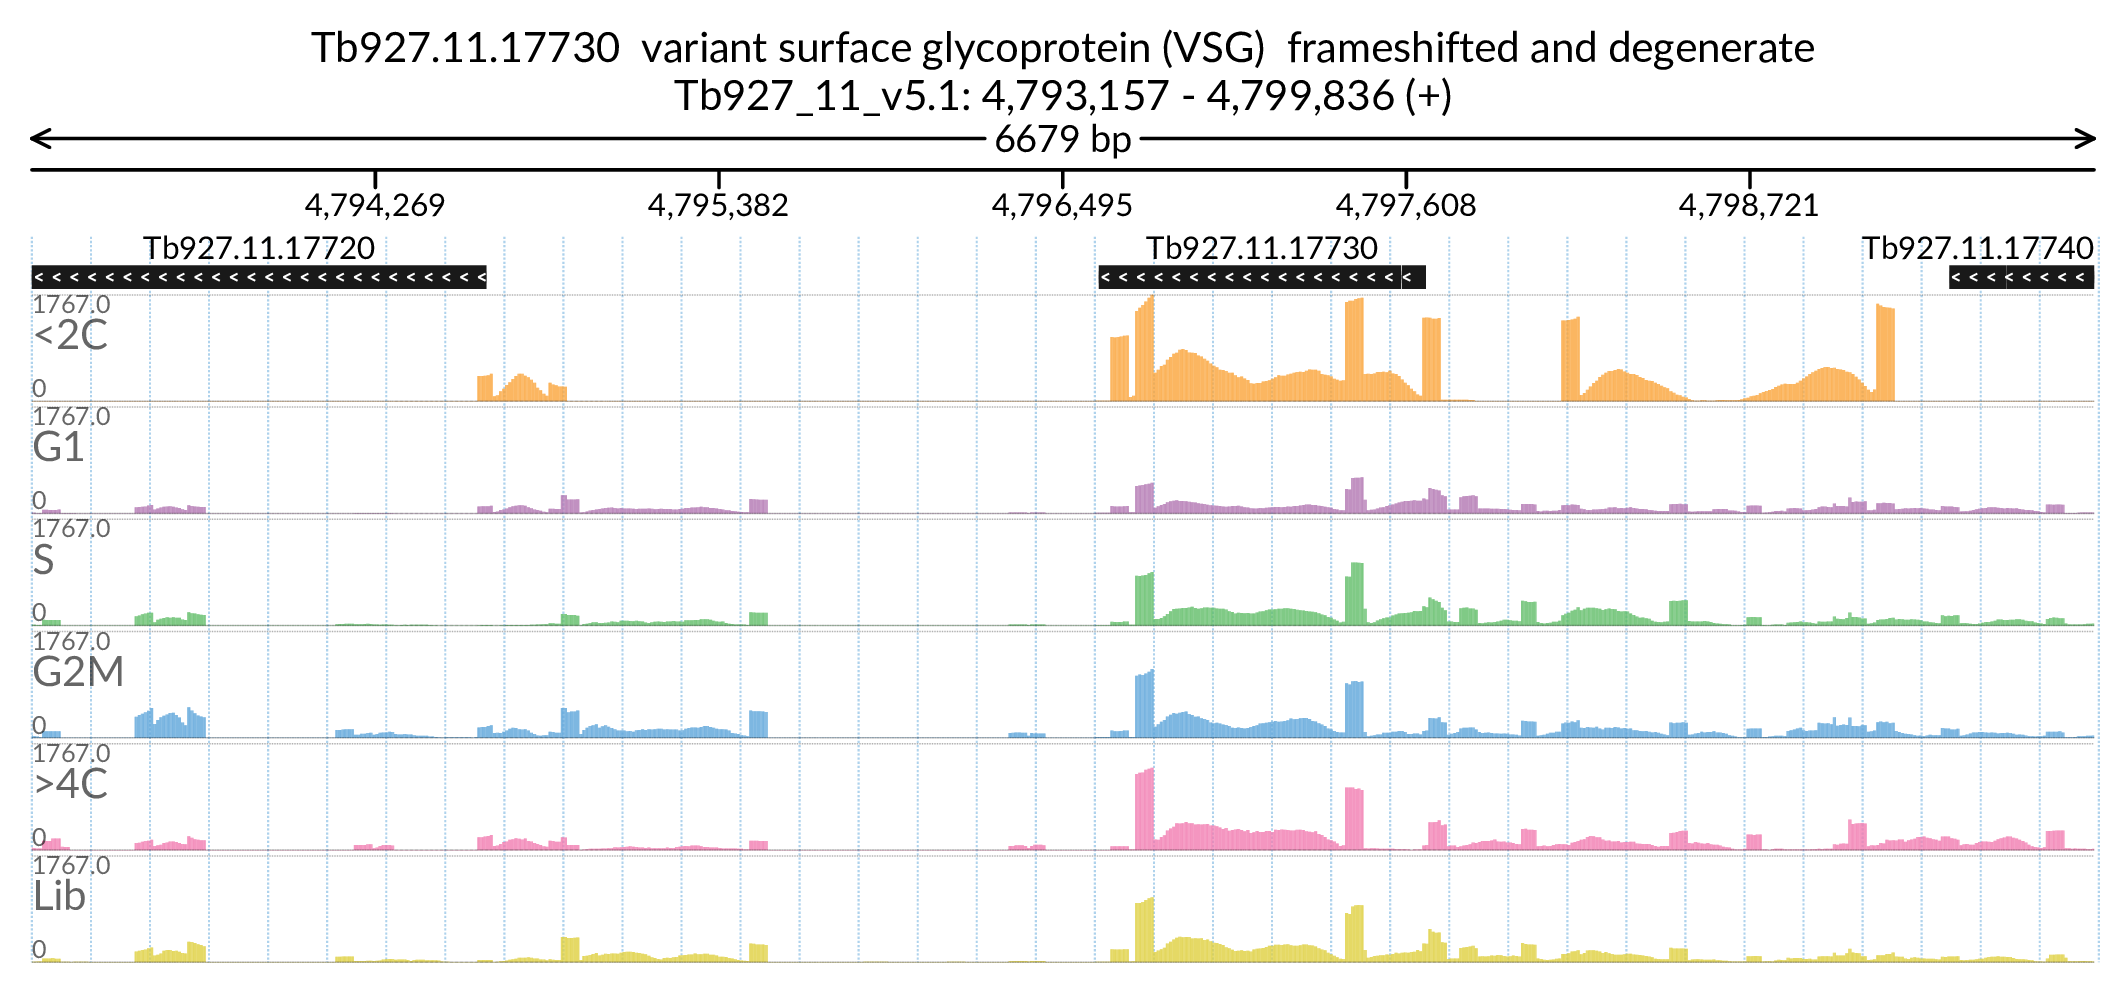 Tb927.11.17730  variant surface glycoprotein (VSG)  frameshifted and degenerate
Tb927_11_v5.1: 4,793,157 - 4,799,836 (+)
6679 bp
4,794,269 4,795,382 4,796,495 4,797,608 4,798,721
Tb927.11.17720 Tb927.11.17730 Tb927.11.17740
1767.0
<2C
0
1767.0
G1
0
1767.0
S
0
1767.0
G2M
0
1767.0
>4C
0
1767.0
Lib
0